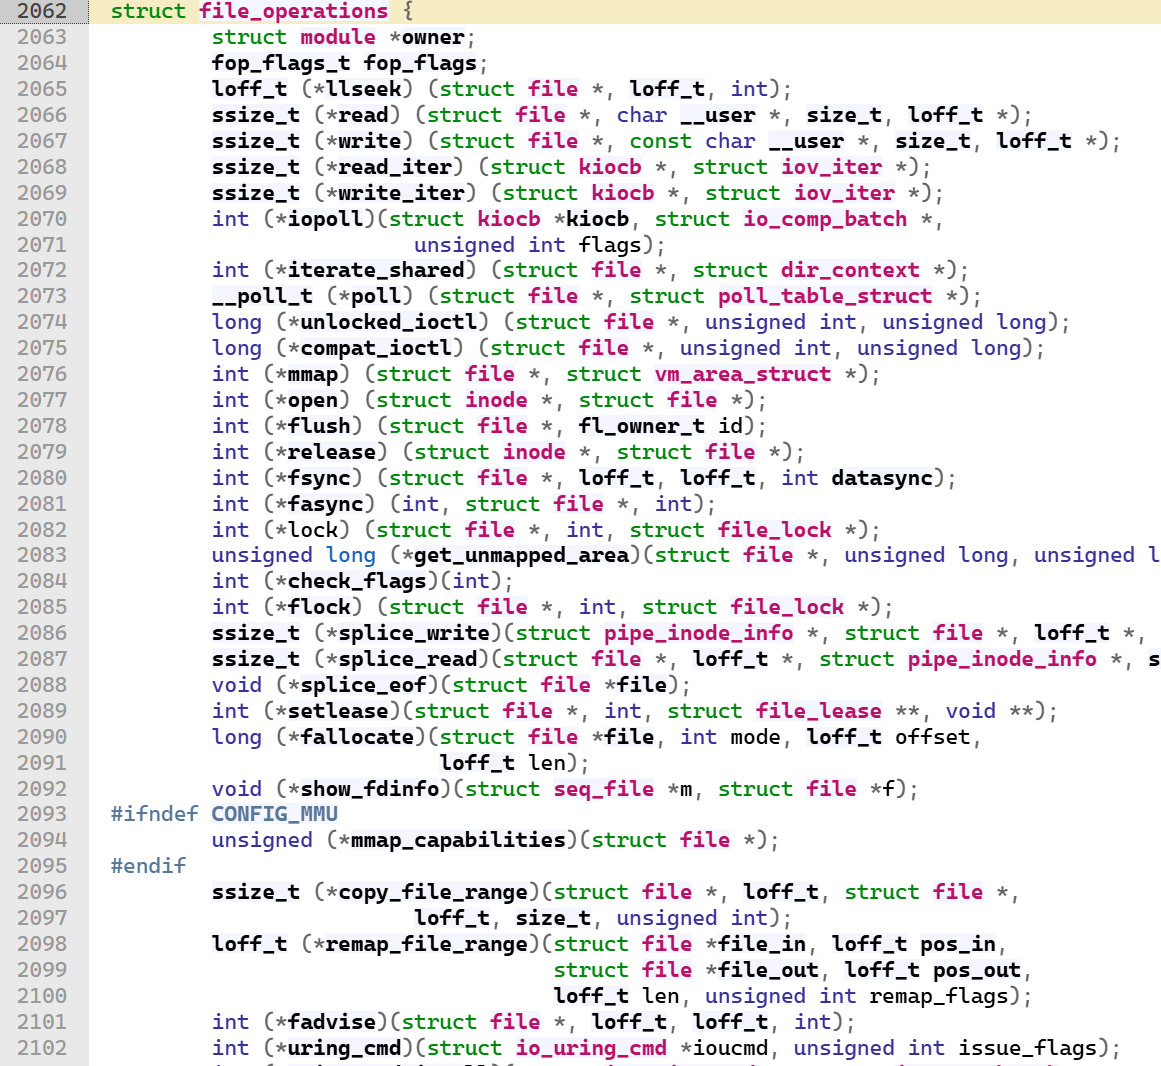 2062 struct file_operations {
2063 struct module *owner;
2064 fop_flags_t fop_flags;
2065 loff_t (*llseek) (struct file *, loff_t, int);
2066 ssize_t (*read) (struct file *, char __user *, size_t, loff_t *);
2067 ssize_t (*write) (struct file *, const char __user *, size_t, loff_t *);
2068 ssize_t (*read_iter) (struct kiocb *, struct iov_iter *);
2069 ssize_t (*write_iter) (struct kiocb *, struct iov_iter *);
2070 int (*iopoll)(struct kiocb *kiocb, struct io_comp_batch *,
2071 unsigned int flags);
2072 int (*iterate_shared) (struct file *, struct dir_context *);
2073 __poll_t (*poll) (struct file *, struct poll_table_struct *);
2074 long (*unlocked_ioctl) (struct file *, unsigned int, unsigned long);
2075 long (*compat_ioctl) (struct file *, unsigned int, unsigned long);
2076 int (*mmap) (struct file *, struct vm_area_struct *);
2077 int (*open) (struct inode *, struct file *);
2078 int (*flush) (struct file *, fl_owner_t id);
2079 int (*release) (struct inode *, struct file *);
2080 int (*fsync) (struct file *, loff_t, loff_t, int datasync);
2081 int (*fasync) (int, struct file *, int);
2082 int (*lock) (struct file *, int, struct file_lock *);
2083 unsigned long (*get_unmapped_area)(struct file *, unsigned long, unsigned l
2084 int (*check_flags)(int);
2085 int (*flock) (struct file *, int, struct file_lock *);
2086 ssize_t (*splice_write)(struct pipe_inode_info *, struct file *, loff_t *,
2087 ssize_t (*splice_read)(struct file *, loff_t *, struct pipe_inode_info *, s
2088 void (*splice_eof)(struct file *file);
2089 int (*setlease)(struct file *, int, struct file_lease **, void **);
2090 long (*fallocate)(struct file *file, int mode, loff_t offset,
2091 loff_t len);
2092 void (*show_fdinfo)(struct seq_file *m, struct file *f);
2093 #ifndef CONFIG_MMU
2094 unsigned (*mmap_capabilities)(struct file *);
2095 #endif
2096 ssize_t (*copy_file_range)(struct file *, loff_t, struct file *,
2097 loff_t, size_t, unsigned int);
2098 loff_t (*remap_file_range)(struct file *file_in, loff_t pos_in,
2099 struct file *file_out, loff_t pos_out,
2100 loff_t len, unsigned int remap_flags);
2101 int (*fadvise)(struct file *, loff_t, loff_t, int);
2102 int (*uring_cmd)(struct io_uring_cmd *ioucmd, unsigned int issue_flags);